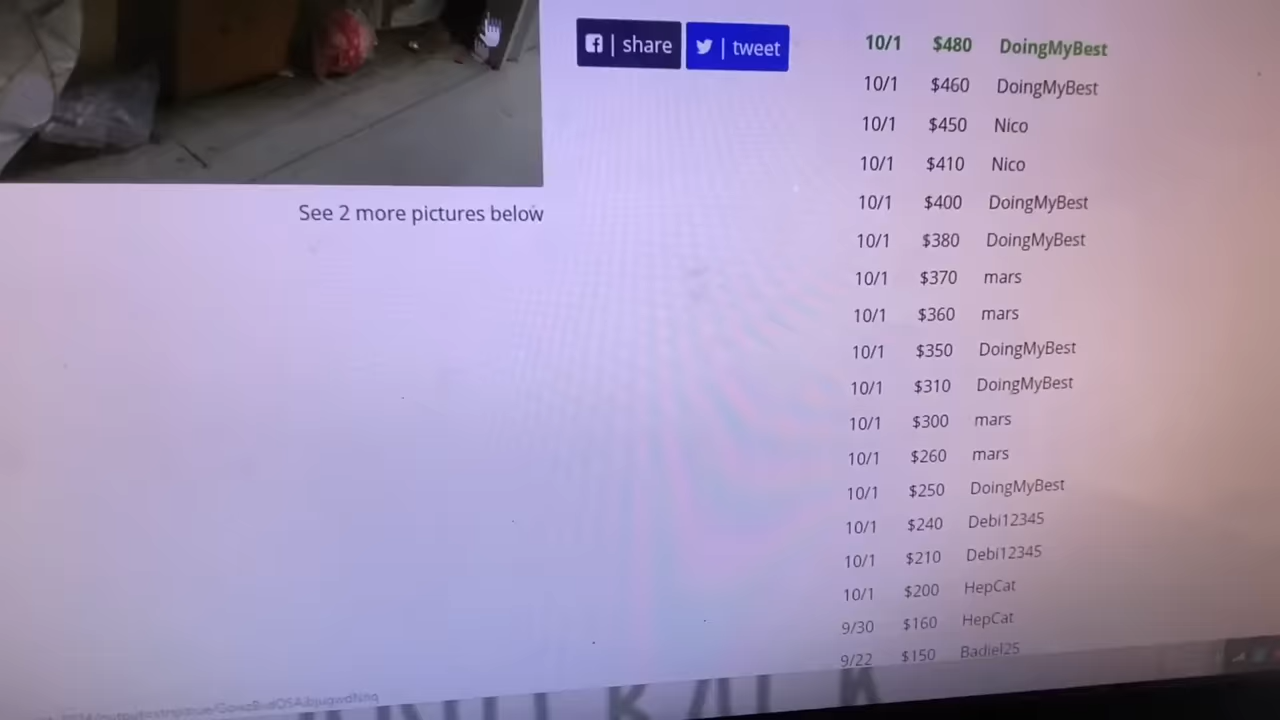 | share
| tweet
See 2 more pictures below
10/1 $480 DoingMyBest
10/1 $460 DoingMyBest
10/1 $450 Nico
10/1 $410 Nico
10/1 $400 DoingMyBest
10/1 $380 DoingMyBest
10/1 $370 mars
10/1 $360 mars
10/1 $350 DoingMyBest
10/1 $310 DoingMyBest
10/1 $300 mars
10/1 $260 mars
10/1 $250 DoingMyBest
10/1 $240 Debi12345
10/1 $210 Debi12345
10/1 $200 HepCat
9/30 $160 HepCat
9/22 $150 Badiel25